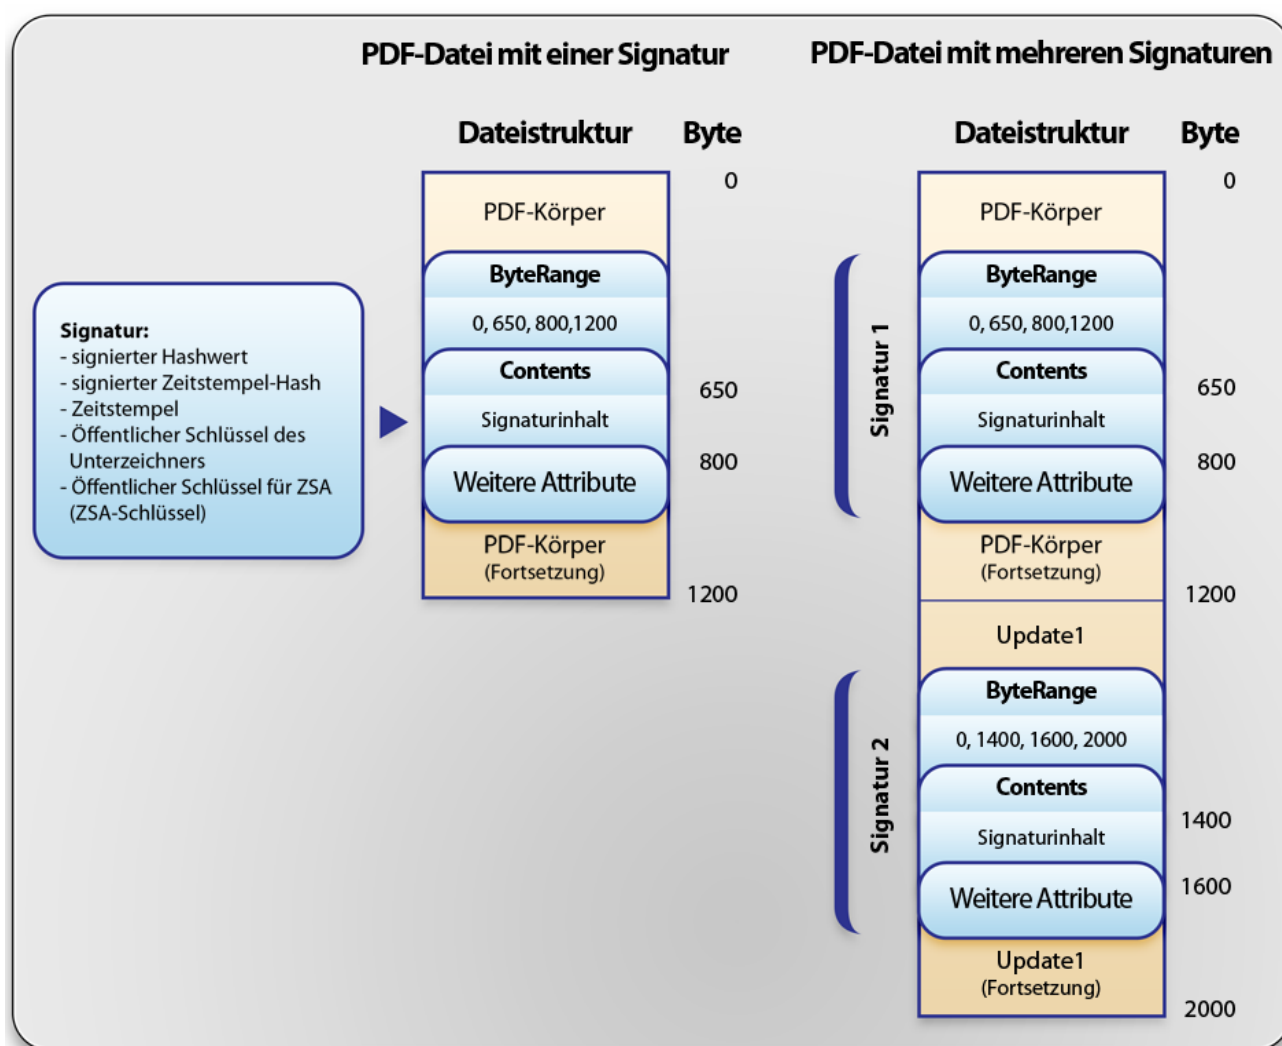 PDF-Datei mit einer Signatur
PDF-Datei mit mehreren Signaturen
Dateistruktur
Byte
Dateistruktur
Byte
Signatur:
- signierter Hashwert
- signierter Zeitstempel-Hash
- Zeitstempel
- Öffentlicher Schlüssel des
Unterzeichners
- Öffentlicher Schlüssel für ZSA
(ZSA-Schlüssel)
0
PDF-Körper
ByteRange
0, 650, 800,1200
Contents
650
Signaturinhalt
800
Weitere Attribute
PDF-Körper
(Fortsetzung)
1200
0
PDF-Körper
Signatur 1
ByteRange
0, 650, 800,1200
Contents
650
Signaturinhalt
800
Weitere Attribute
PDF-Körper
(Fortsetzung)
1200
Update1
Signatur 2
ByteRange
0, 1400, 1600, 2000
Contents
1400
Signaturinhalt
1600
Weitere Attribute
Update1
(Fortsetzung)
2000